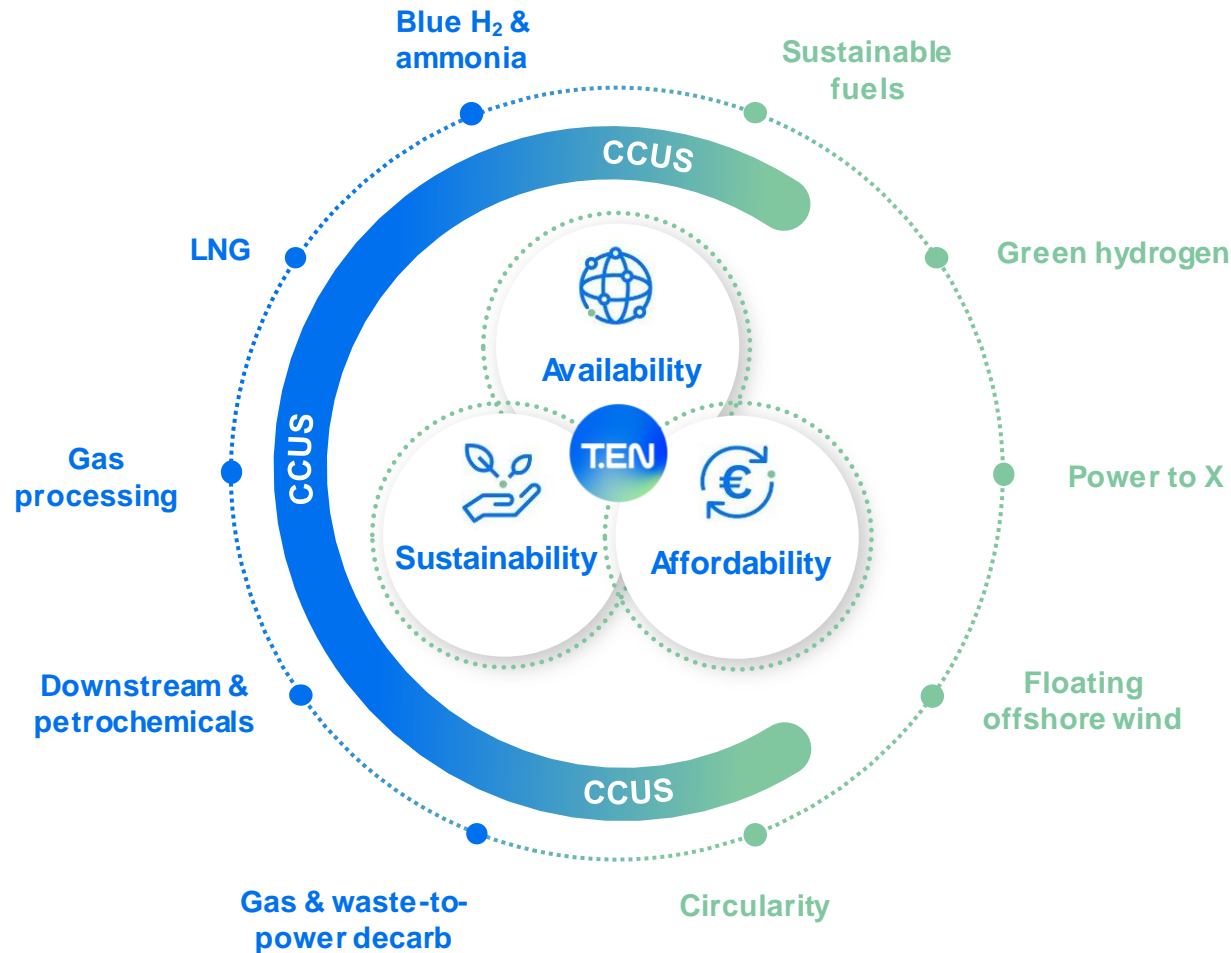 Blue H₂ &
ammonia
Sustainable
fuels
CCUS
LNG
Green hydrogen
Availability
CCUS
T.EN
Gas
processing
Power to X
€
Sustainability
Affordability
Downstream &
petrochemicals
Floating
offshore wind
CCUS
Gas & waste-to-
power decarb
Circularity